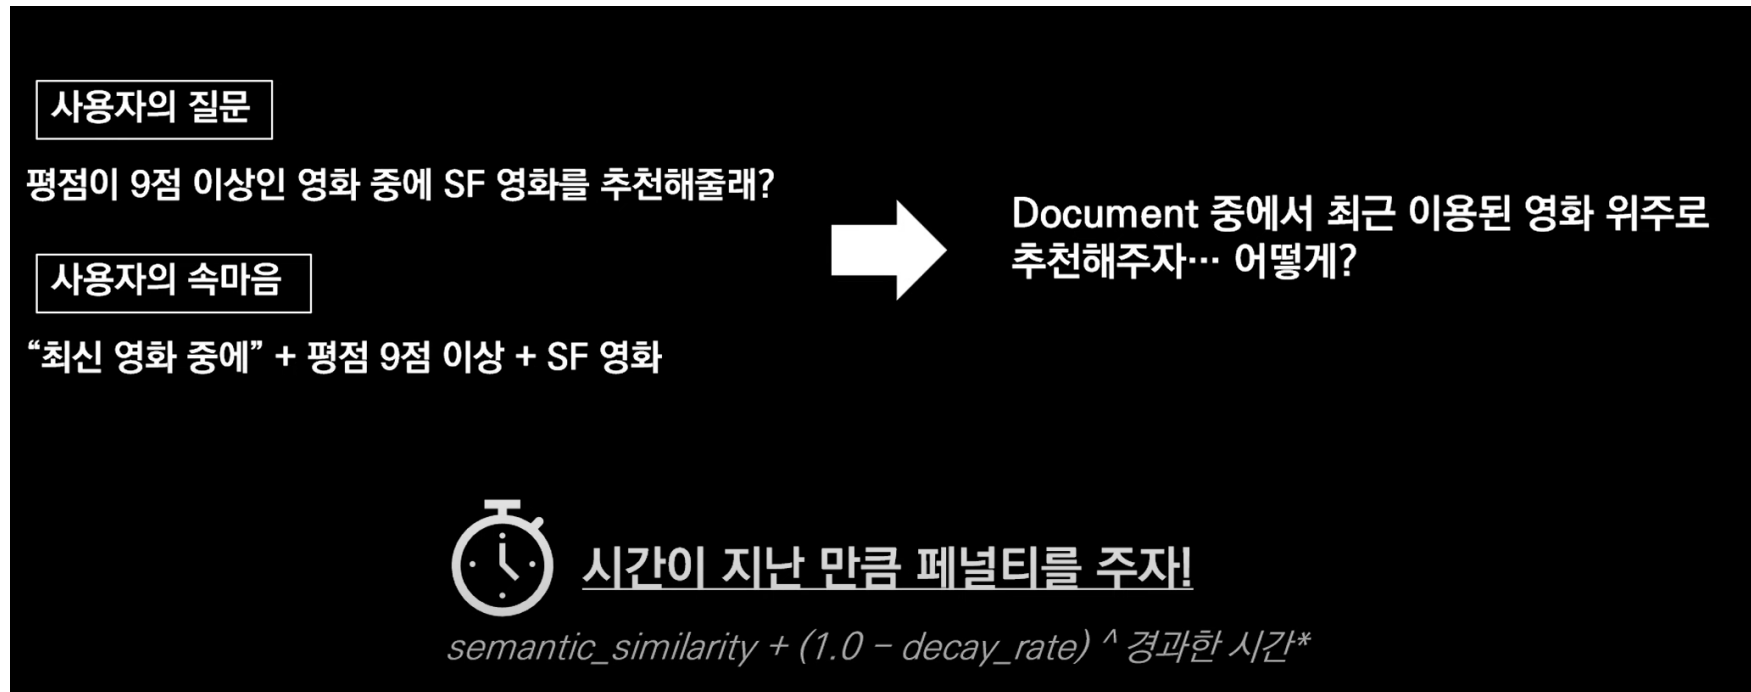 사용자의 질문
평점이 9점 이상인 영화 중에 SF 영화를 추천해줄래?
사용자의 속마음
“최신 영화 중에” + 평점 9점 이상 + SF 영화
Document 중에서 최근 이용된 영화 위주로
추천해주자… 어떻게?
시간이 지난 만큼 페널티를 주자!
semantic_similarity + (1.0 – decay_rate) ^ 경과한 시간*